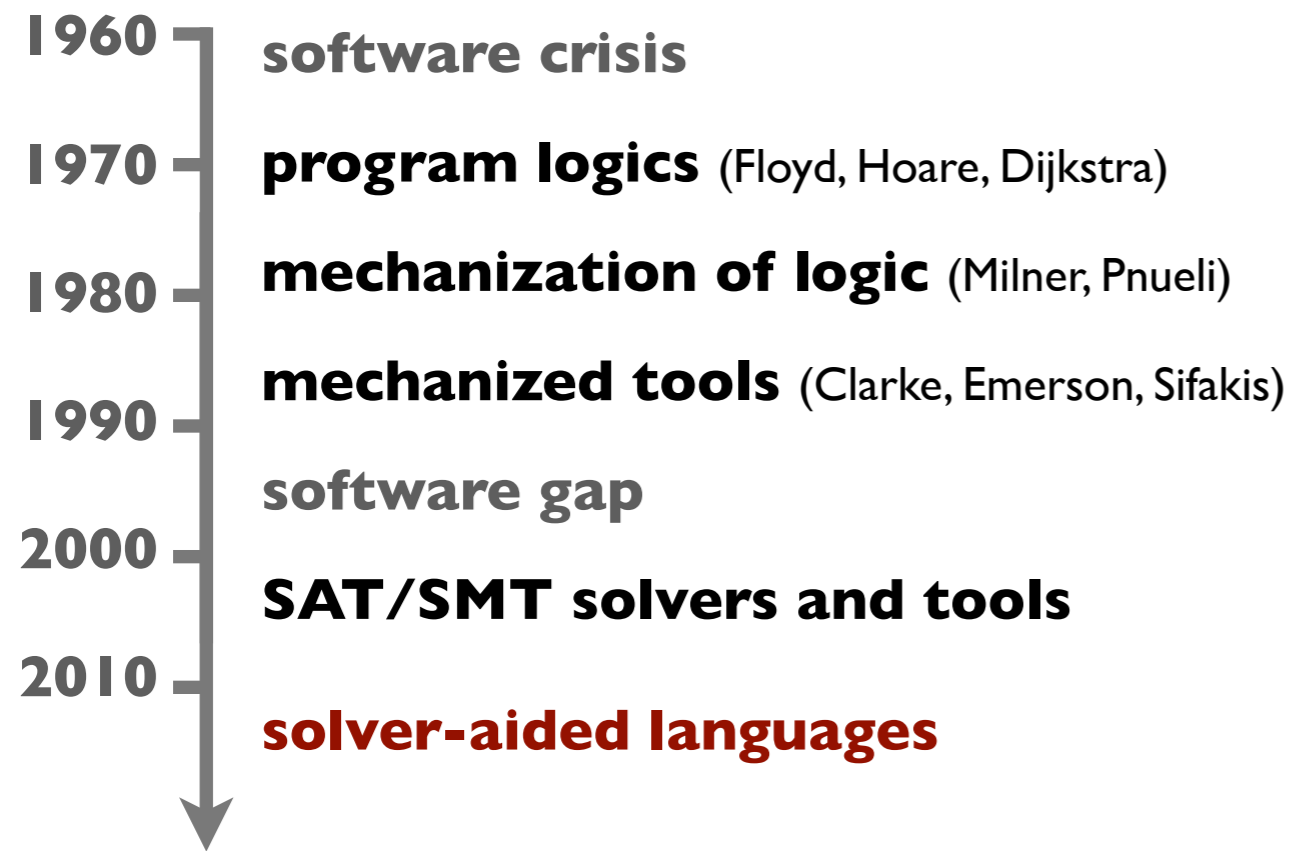 1960
software crisis
1970
program logics (Floyd, Hoare, Dijkstra)
mechanization of logic (Milner, Pnueli)
1980
mechanized tools (Clarke, Emerson, Sifakis)
1990
software gap
2000
SAT/SMT solvers and tools
2010
solver-aided languages